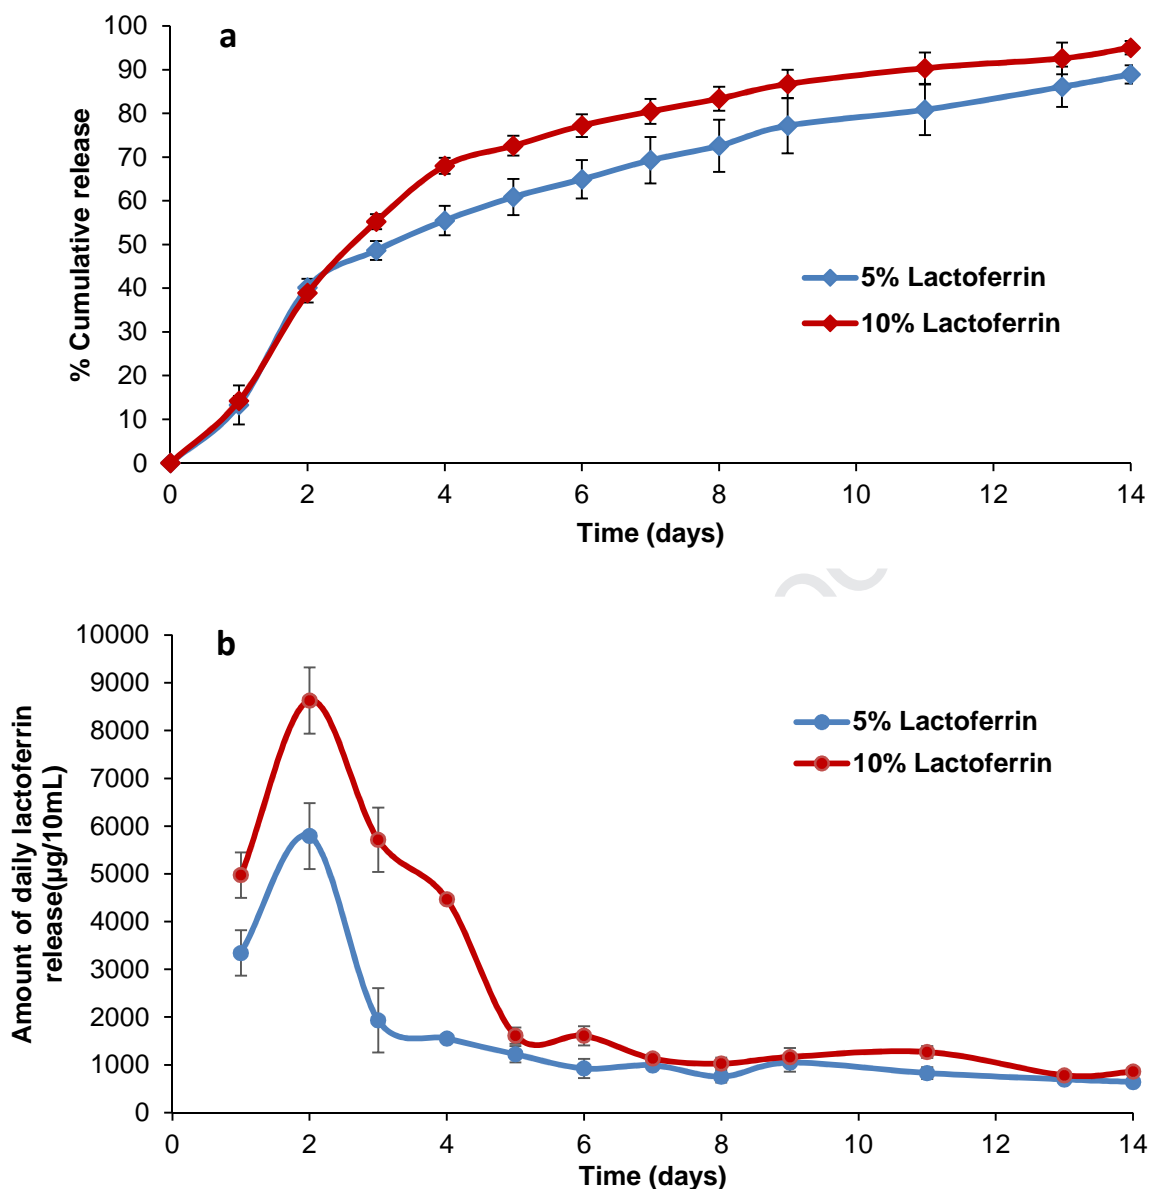 a
100
90
80
70
60
50
40
30
20
10
0
% Cumulative release
5% Lactoferrin
10% Lactoferrin
0 2 4 6 8 10 12 14
Time (days)
b
10000
9000
8000
7000
6000
5000
4000
3000
2000
1000
0
Amount of daily lactoferrin
release(µg/10mL)
5% Lactoferrin
10% Lactoferrin
0 2 4 6 8 10 12 14
Time (days)